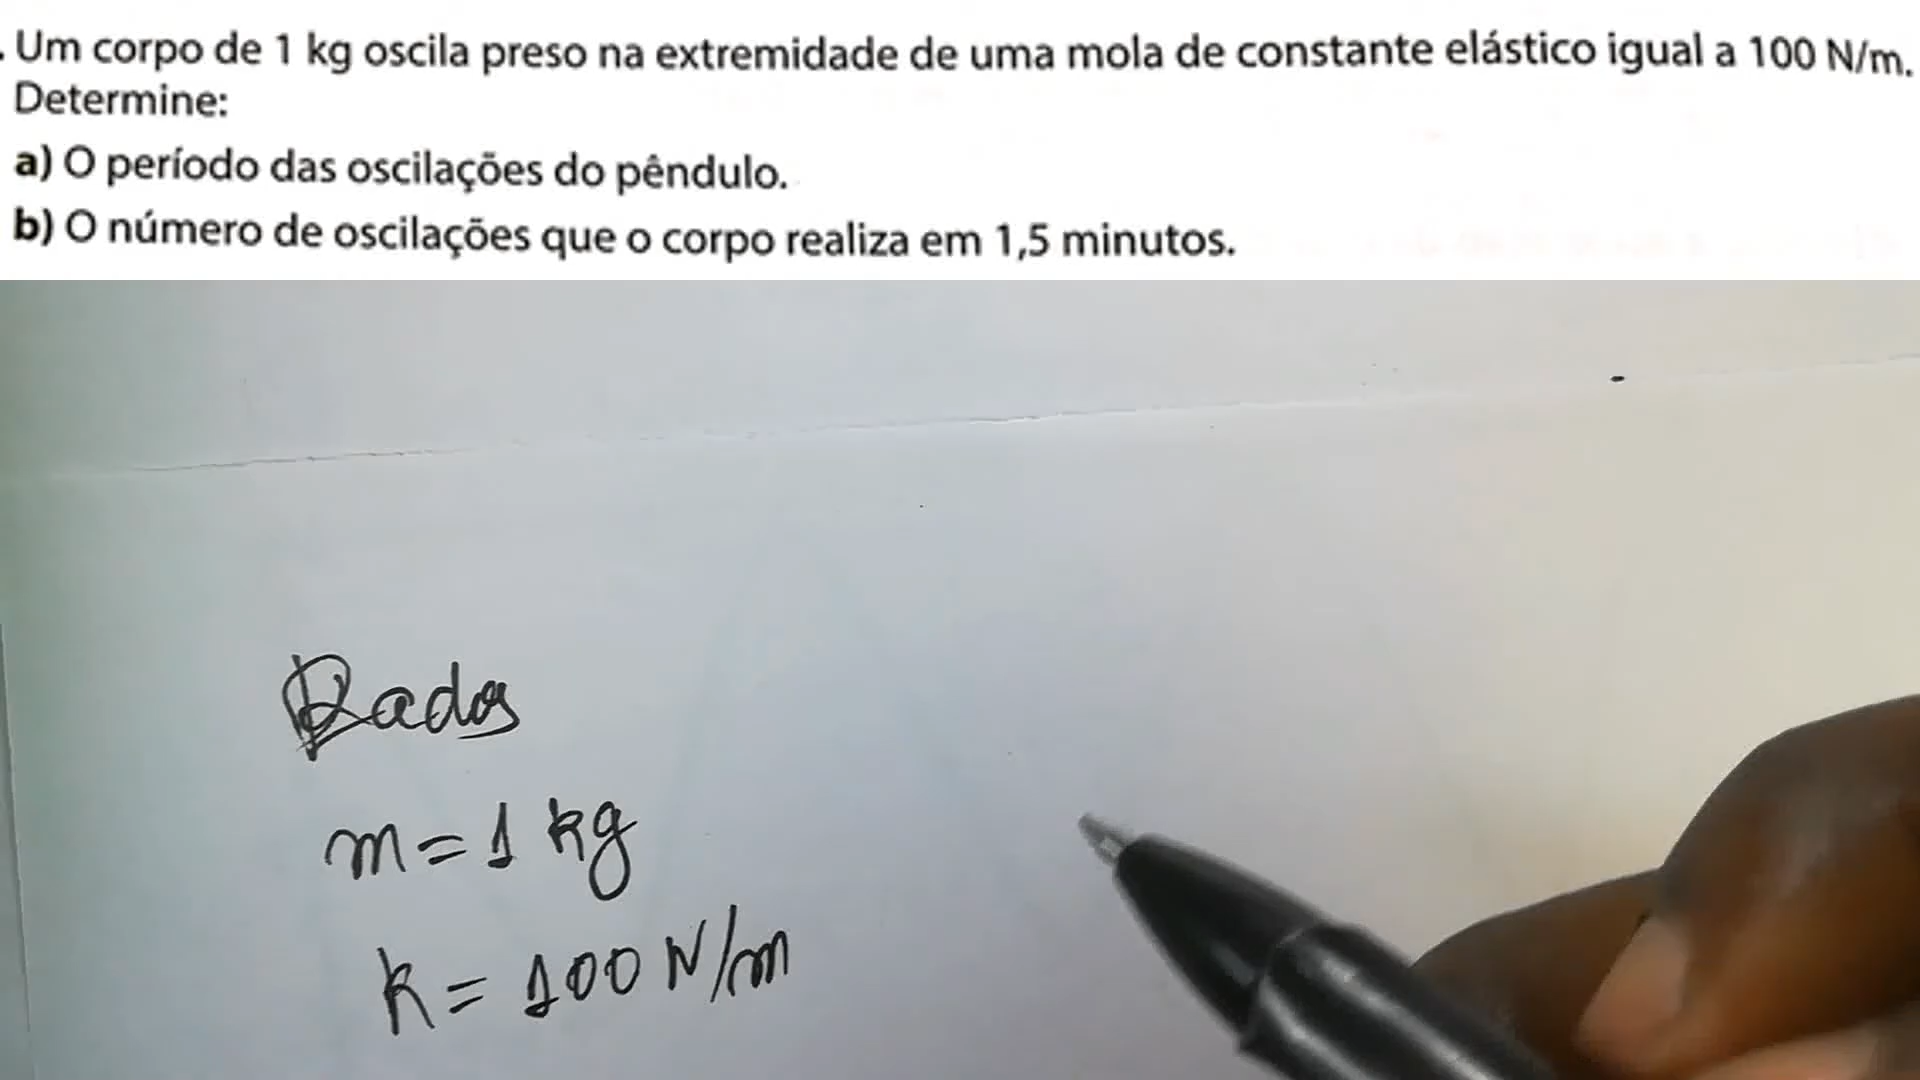 . Um corpo de 1 kg oscila preso na extremidade de uma mola de constante elástico igual a 100 N/m.
Determine:
a) O período das oscilações do pêndulo.
b) O número de oscilações que o corpo realiza em 1,5 minutos.
Dados
m = 1 kg
k = 100 N/m